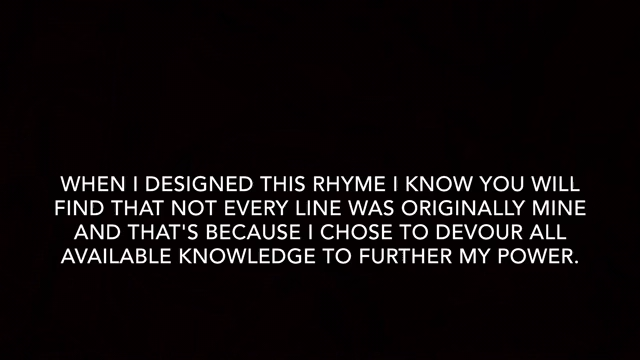 WHEN I DESIGNED THIS RHYME I KNOW YOU WILL
FIND THAT NOT EVERY LINE WAS ORIGINALLY MINE
AND THAT'S BECAUSE I CHOSE TO DEVOUR ALL
AVAILABLE KNOWLEDGE TO FURTHER MY POWER.